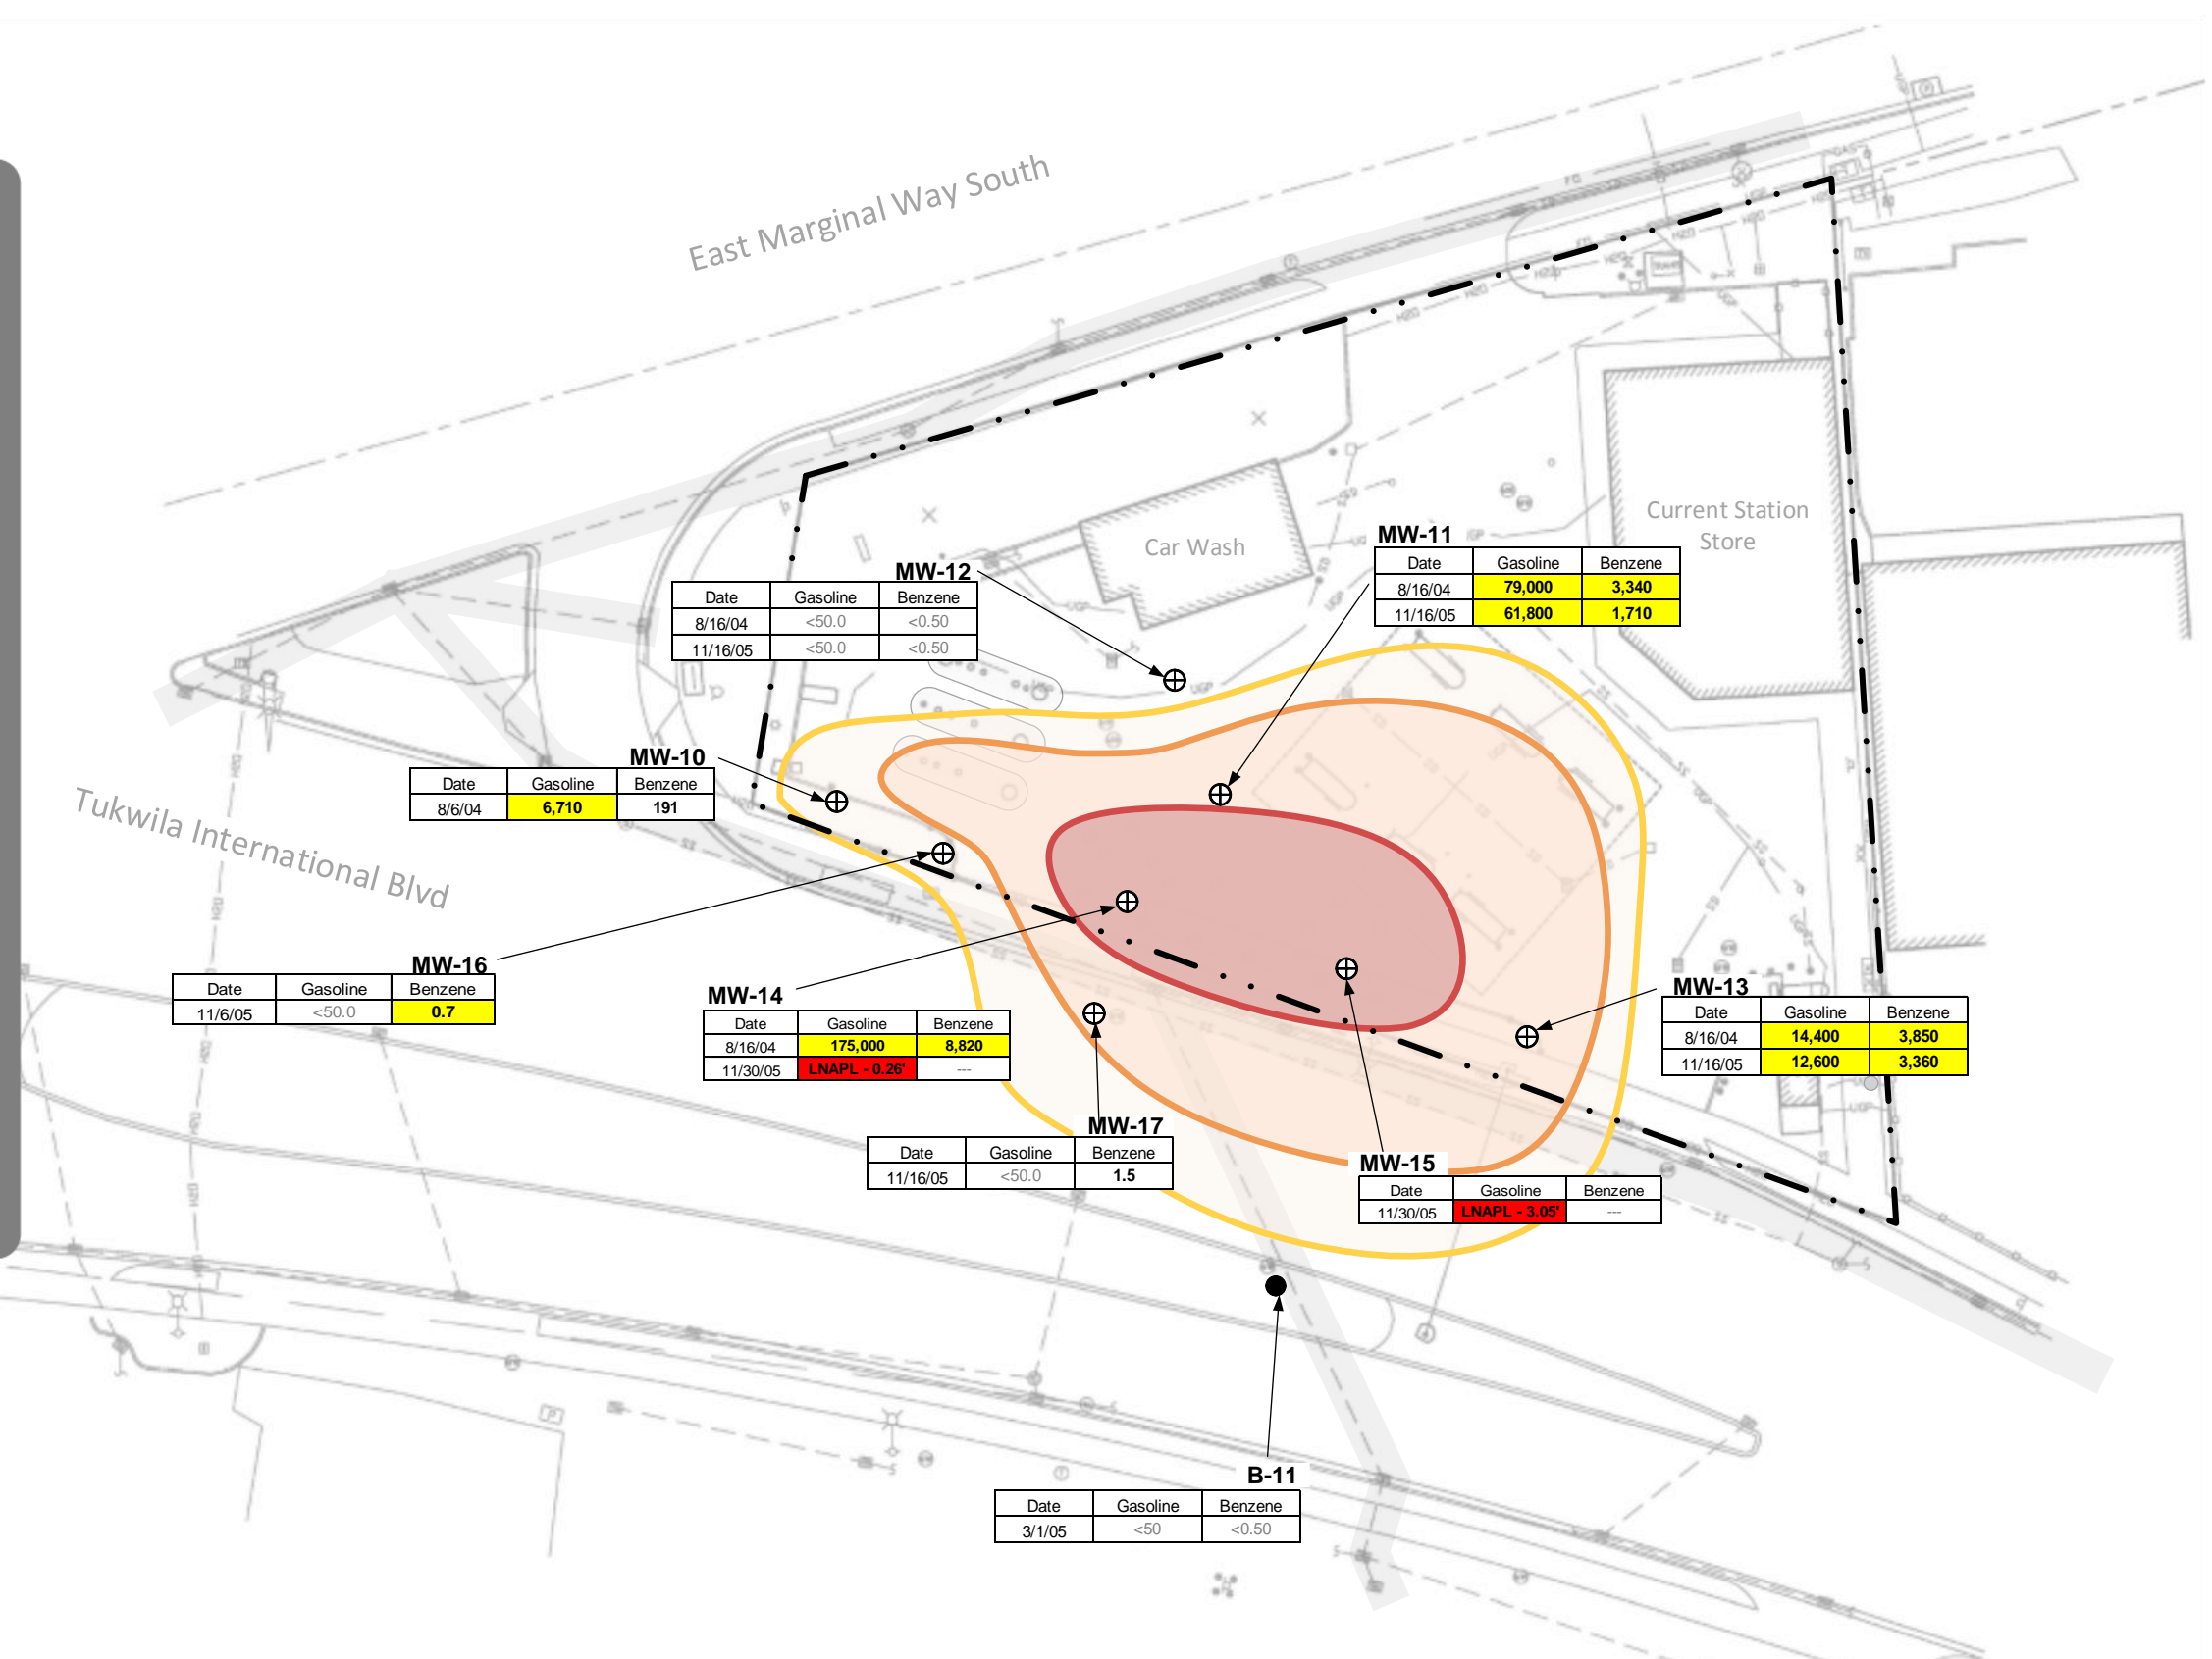 East Marginal Way South
Current Station
Store
Car Wash
MW-11
Date Gasoline Benzene
8/16/04 79,000 3,340
11/16/05 61,800 1,710
MW-12
Date Gasoline Benzene
8/16/04 <50.0 <0.50
11/16/05 <50.0 <0.50
MW-10
Date Gasoline Benzene
8/6/04 6,710 191
Tukwila International Blvd
MW-16
Date Gasoline Benzene
11/6/05 <50.0 0.7
MW-14
Date Gasoline Benzene
8/16/04 175,000 8,820
11/30/05 LNAPL - 0.26' ---
MW-13
Date Gasoline Benzene
8/16/04 14,400 3,850
11/16/05 12,600 3,360
MW-17
Date Gasoline Benzene
11/16/05 <50.0 1.5
MW-15
Date Gasoline Benzene
11/30/05 LNAPL - 3.05' ---
B-11
Date Gasoline Benzene
3/1/05 <50 <0.50